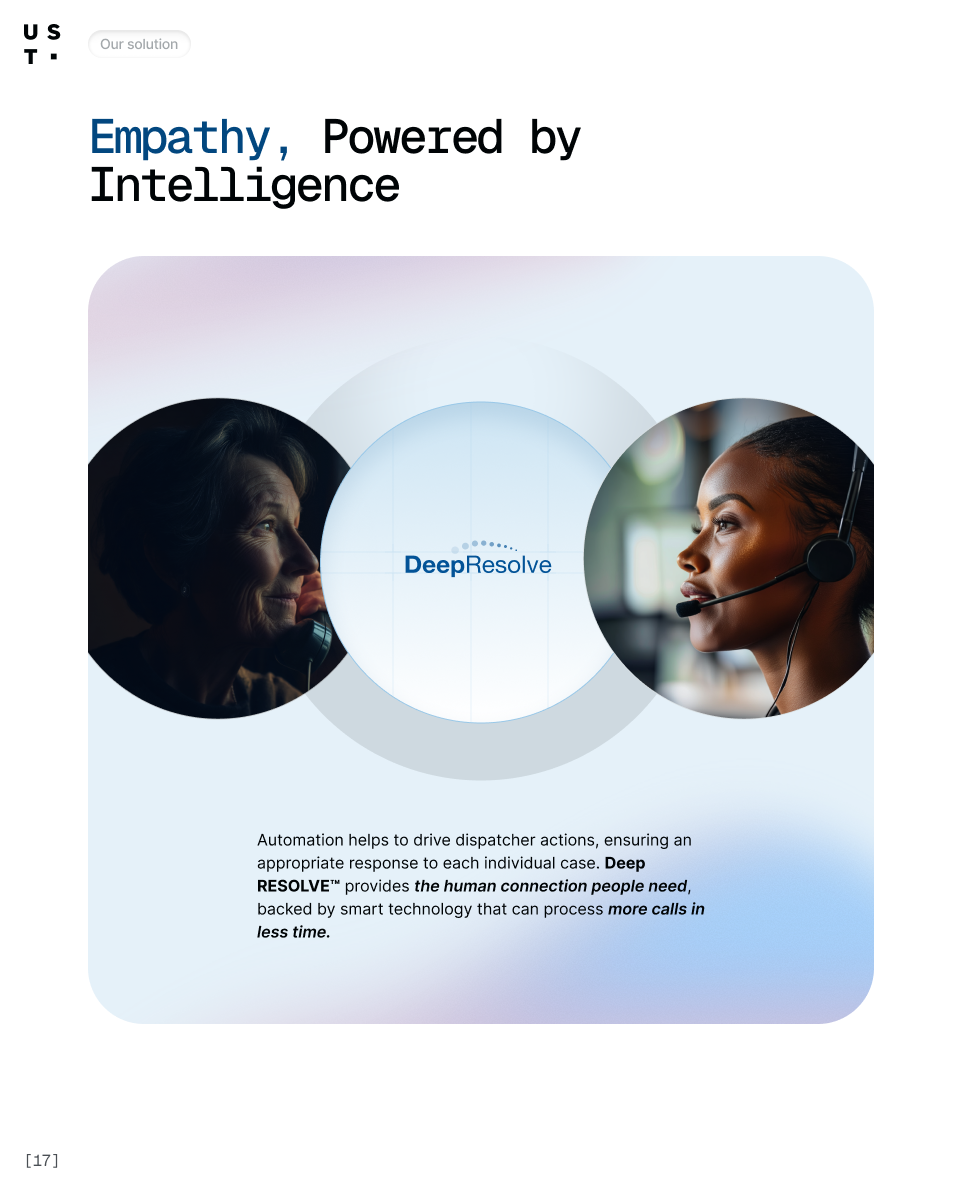 US
T.
Our solution
Empathy, Powered by
Intelligence
DeepResolve
Automation helps to drive dispatcher actions, ensuring an
appropriate response to each individual case. Deep
RESOLVE™ provides the human connection people need,
backed by smart technology that can process more calls in
less time.
[17]